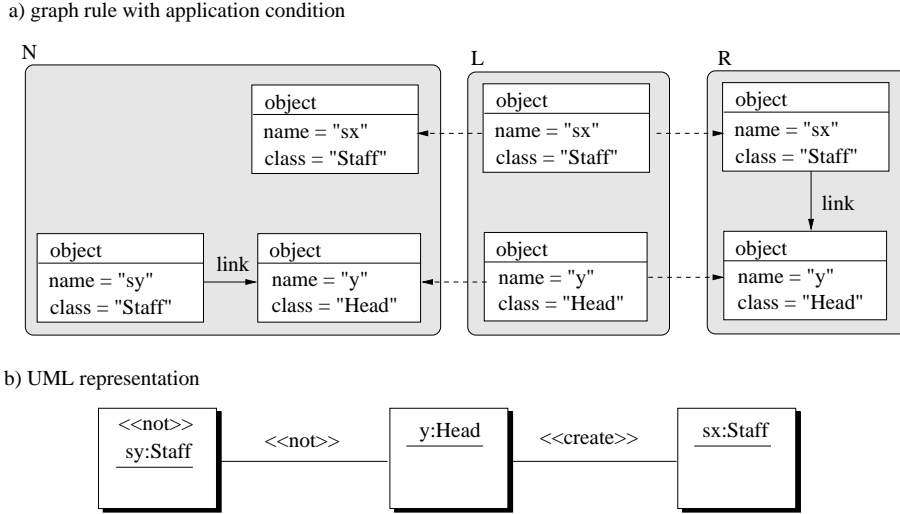 a) graph rule with application condition
N
L
R
object
name = "sx"
class = "Staff"
object
name = "sx"
class = "Staff"
object
name = "sx"
class = "Staff"
link
object
name = "sy"
class = "Staff"
link
object
name = "y"
class = "Head"
object
name = "y"
class = "Head"
object
name = "y"
class = "Head"
b) UML representation
<<not>>
sy:Staff
<<not>>
y:Head
<<create>>
sx:Staff